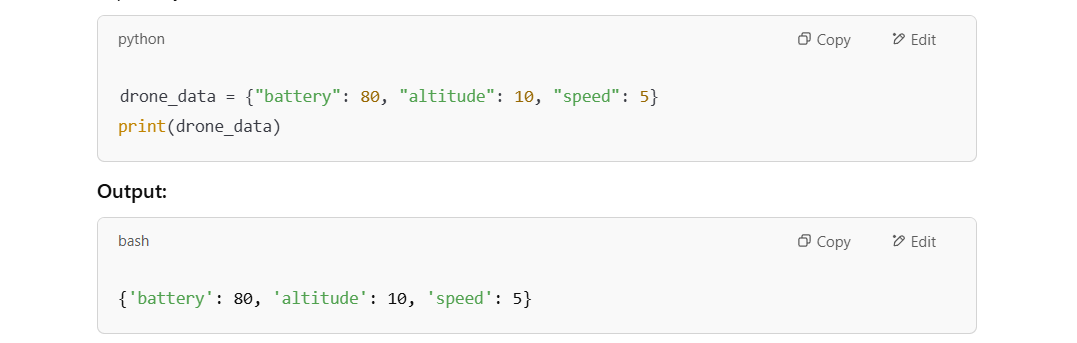 python
Copy
Edit
drone_data = {"battery": 80, "altitude": 10, "speed": 5}
print(drone_data)
Output:
bash
Copy
Edit
{'battery': 80, 'altitude': 10, 'speed': 5}